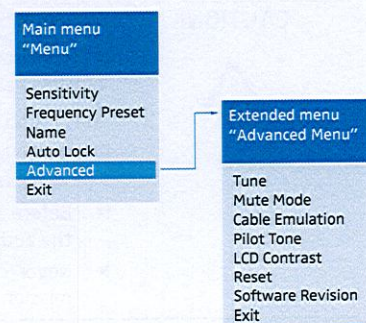 Main menu
“Menu”
Sensitivity
Frequency Preset
Name
Auto Lock
Advanced
Exit
Extended menu
“Advanced Menu”
Tune
Mute Mode
Cable Emulation
Pilot Tone
LCD Contrast
Reset
Software Revision
Exit